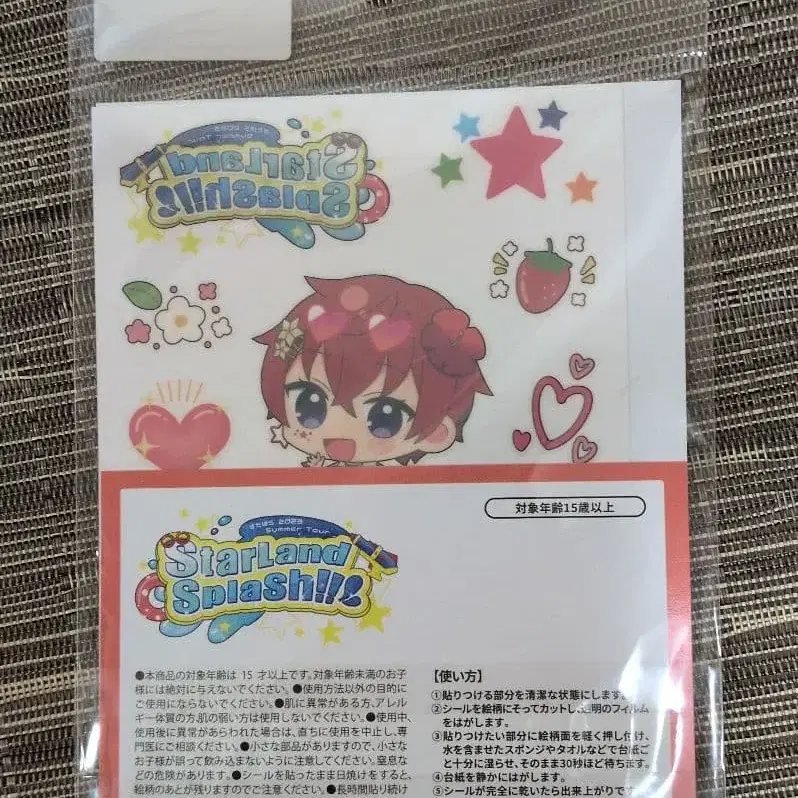 すたぽら 2023
Summer Tour
StarLand
Splash!!!
対象年齢15歳以上
すたぽら 2023
Summer Tour
StarLand
Splash!!!
●本商品の対象年齢は 15 才以上です。対象年齢未満のお子
様には絶対に与えないでください。●使用方法以外の目的に
ご使用にならないでください。●肌に異常がある方、アレル
ギー体質の方、肌の弱い方は使用しないでください。●使用中、
使用後に異常があらわれた場合は、直ちに使用を中止し、専
門医にご相談ください。●小さな部品がありますので、小さな
お子様が誤って飲み込まないように注意してください。窒息な
どの危険があります。●シールを貼ったまま日焼けをすると、
絵柄のあとが残りますのでご注意ください。●長時間貼り続け
【使い方】
①貼りつける部分を清潔な状態にします。
②シールを絵柄にそってカットし、透明のフィルム
をはがします。
③貼り付けたい部分に絵柄面を軽く押し付け、
水を含ませたスポンジやタオルなどで台紙ご
と十分に湿らせ、そのまま30秒ほど待ちます。
④台紙を静かにはがします。
⑤シールが完全に乾いたら出来上がりです